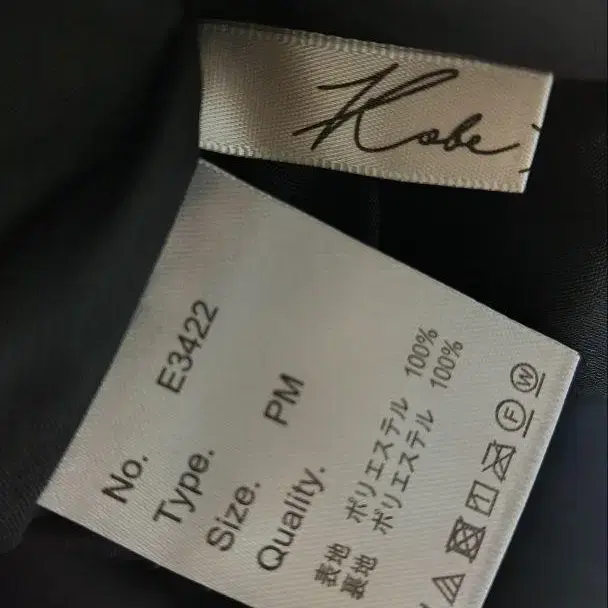 Kobe
No. E3422
Type.
Size. PM
Quality.
表地 ポリエステル 100%
裏地 ポリエステル 100%
1 F W